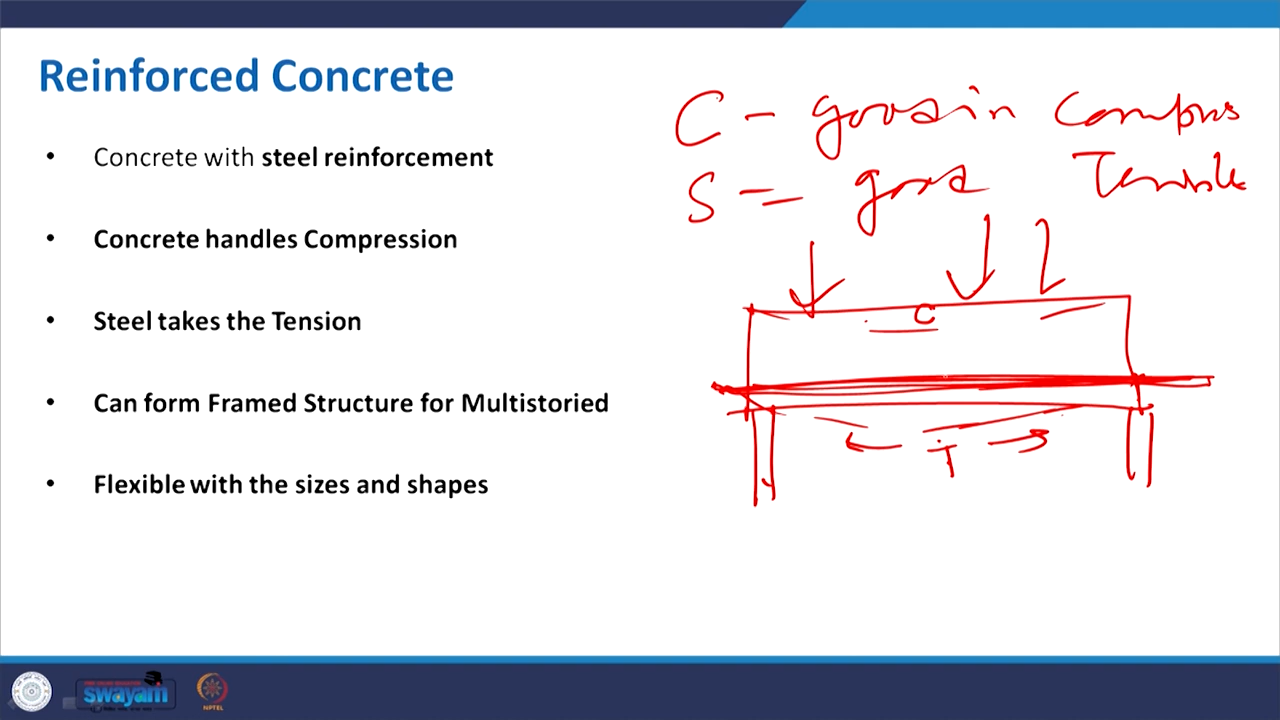 Reinforced Concrete
• Concrete with steel reinforcement
• Concrete handles Compression
• Steel takes the Tension
• Can form Framed Structure for Multistoried
• Flexible with the sizes and shapes
C - good in Compres
S - good Tensile
C
T
swayam
NPTEL